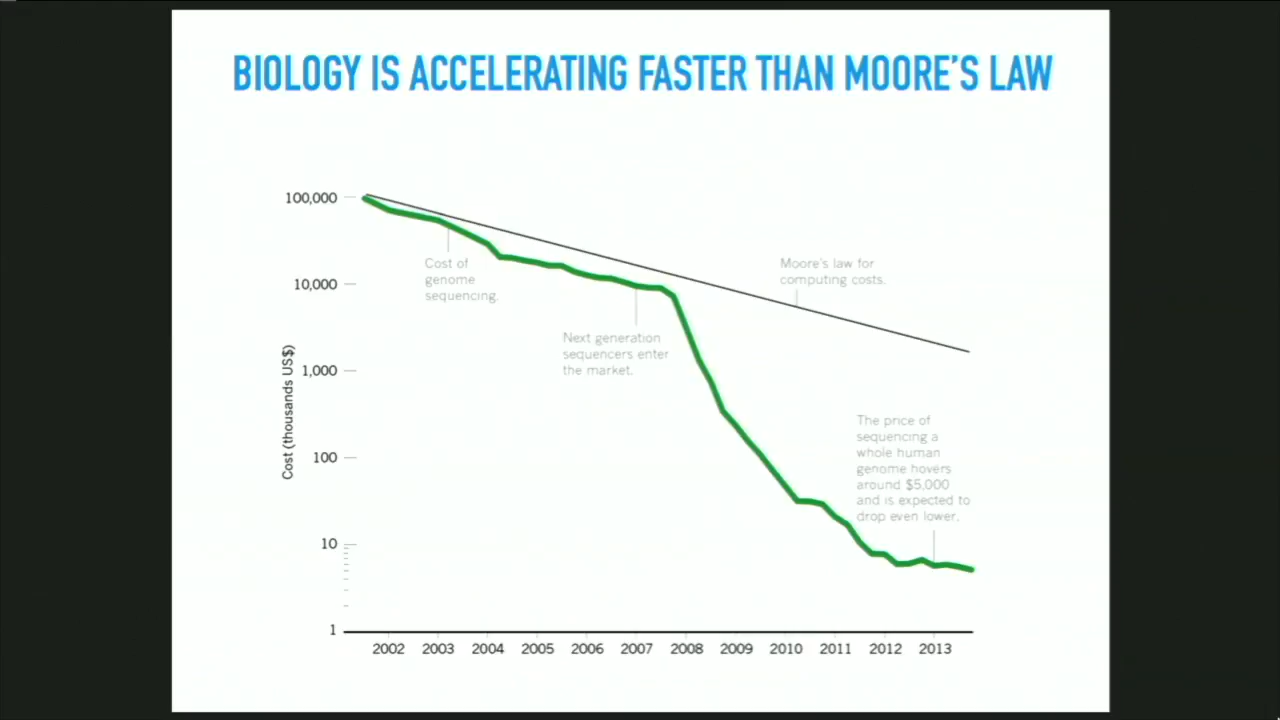 BIOLOGY IS ACCELERATING FASTER THAN MOORE'S LAW
100,000
10,000
1,000
100
10
1
Cost (thousands US$)
Cost of
genome
sequencing.
Next generation
sequencers enter
the market.
Moore's law for
computing costs.
The price of
sequencing a
whole human
genome hovers
around $5,000
and is expected to
drop even lower.
2002 2003 2004 2005 2006 2007 2008 2009 2010 2011 2012 2013